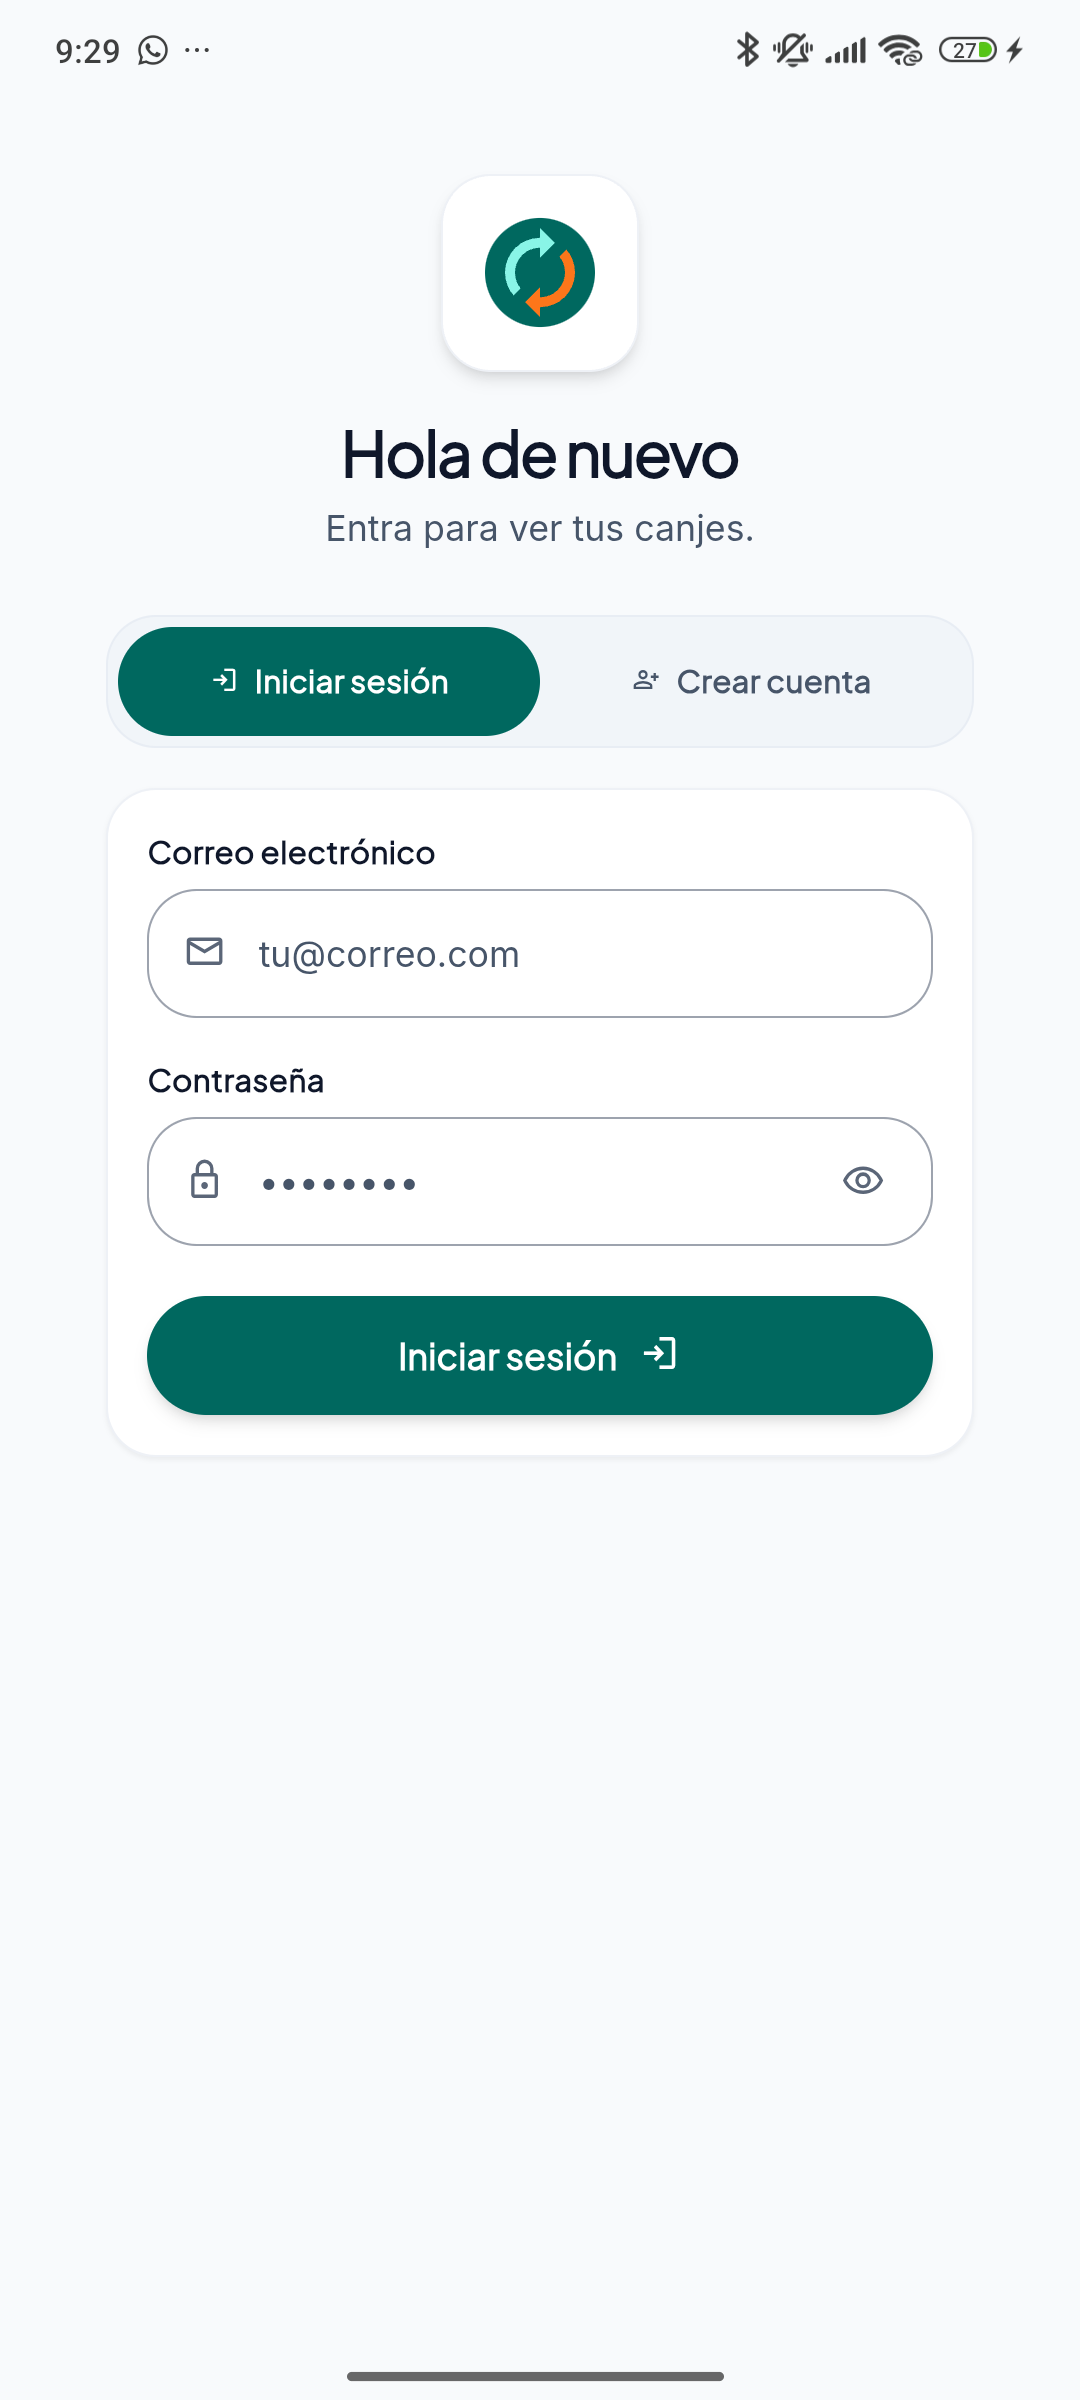 9:29
27
Hola de nuevo
Entra para ver tus canjes.
Iniciar sesión
Crear cuenta
Correo electrónico
tu@correo.com
Contraseña
••••••••
Iniciar sesión